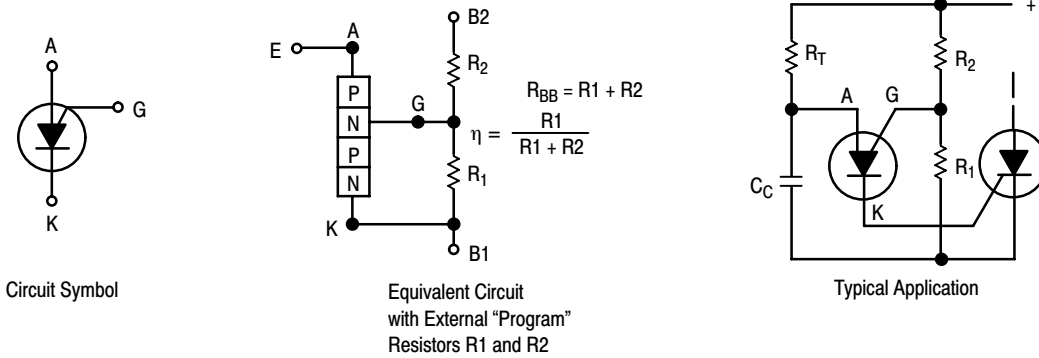 A
G
K
Circuit Symbol
E
A
B2
R2
P
N
P
N
G
RBB = R1 + R2
η = R1
R1 + R2
R1
K
B1
Equivalent Circuit
with External “Program”
Resistors R1 and R2
+
RT
R2
A
G
CC
R1
K
Typical Application